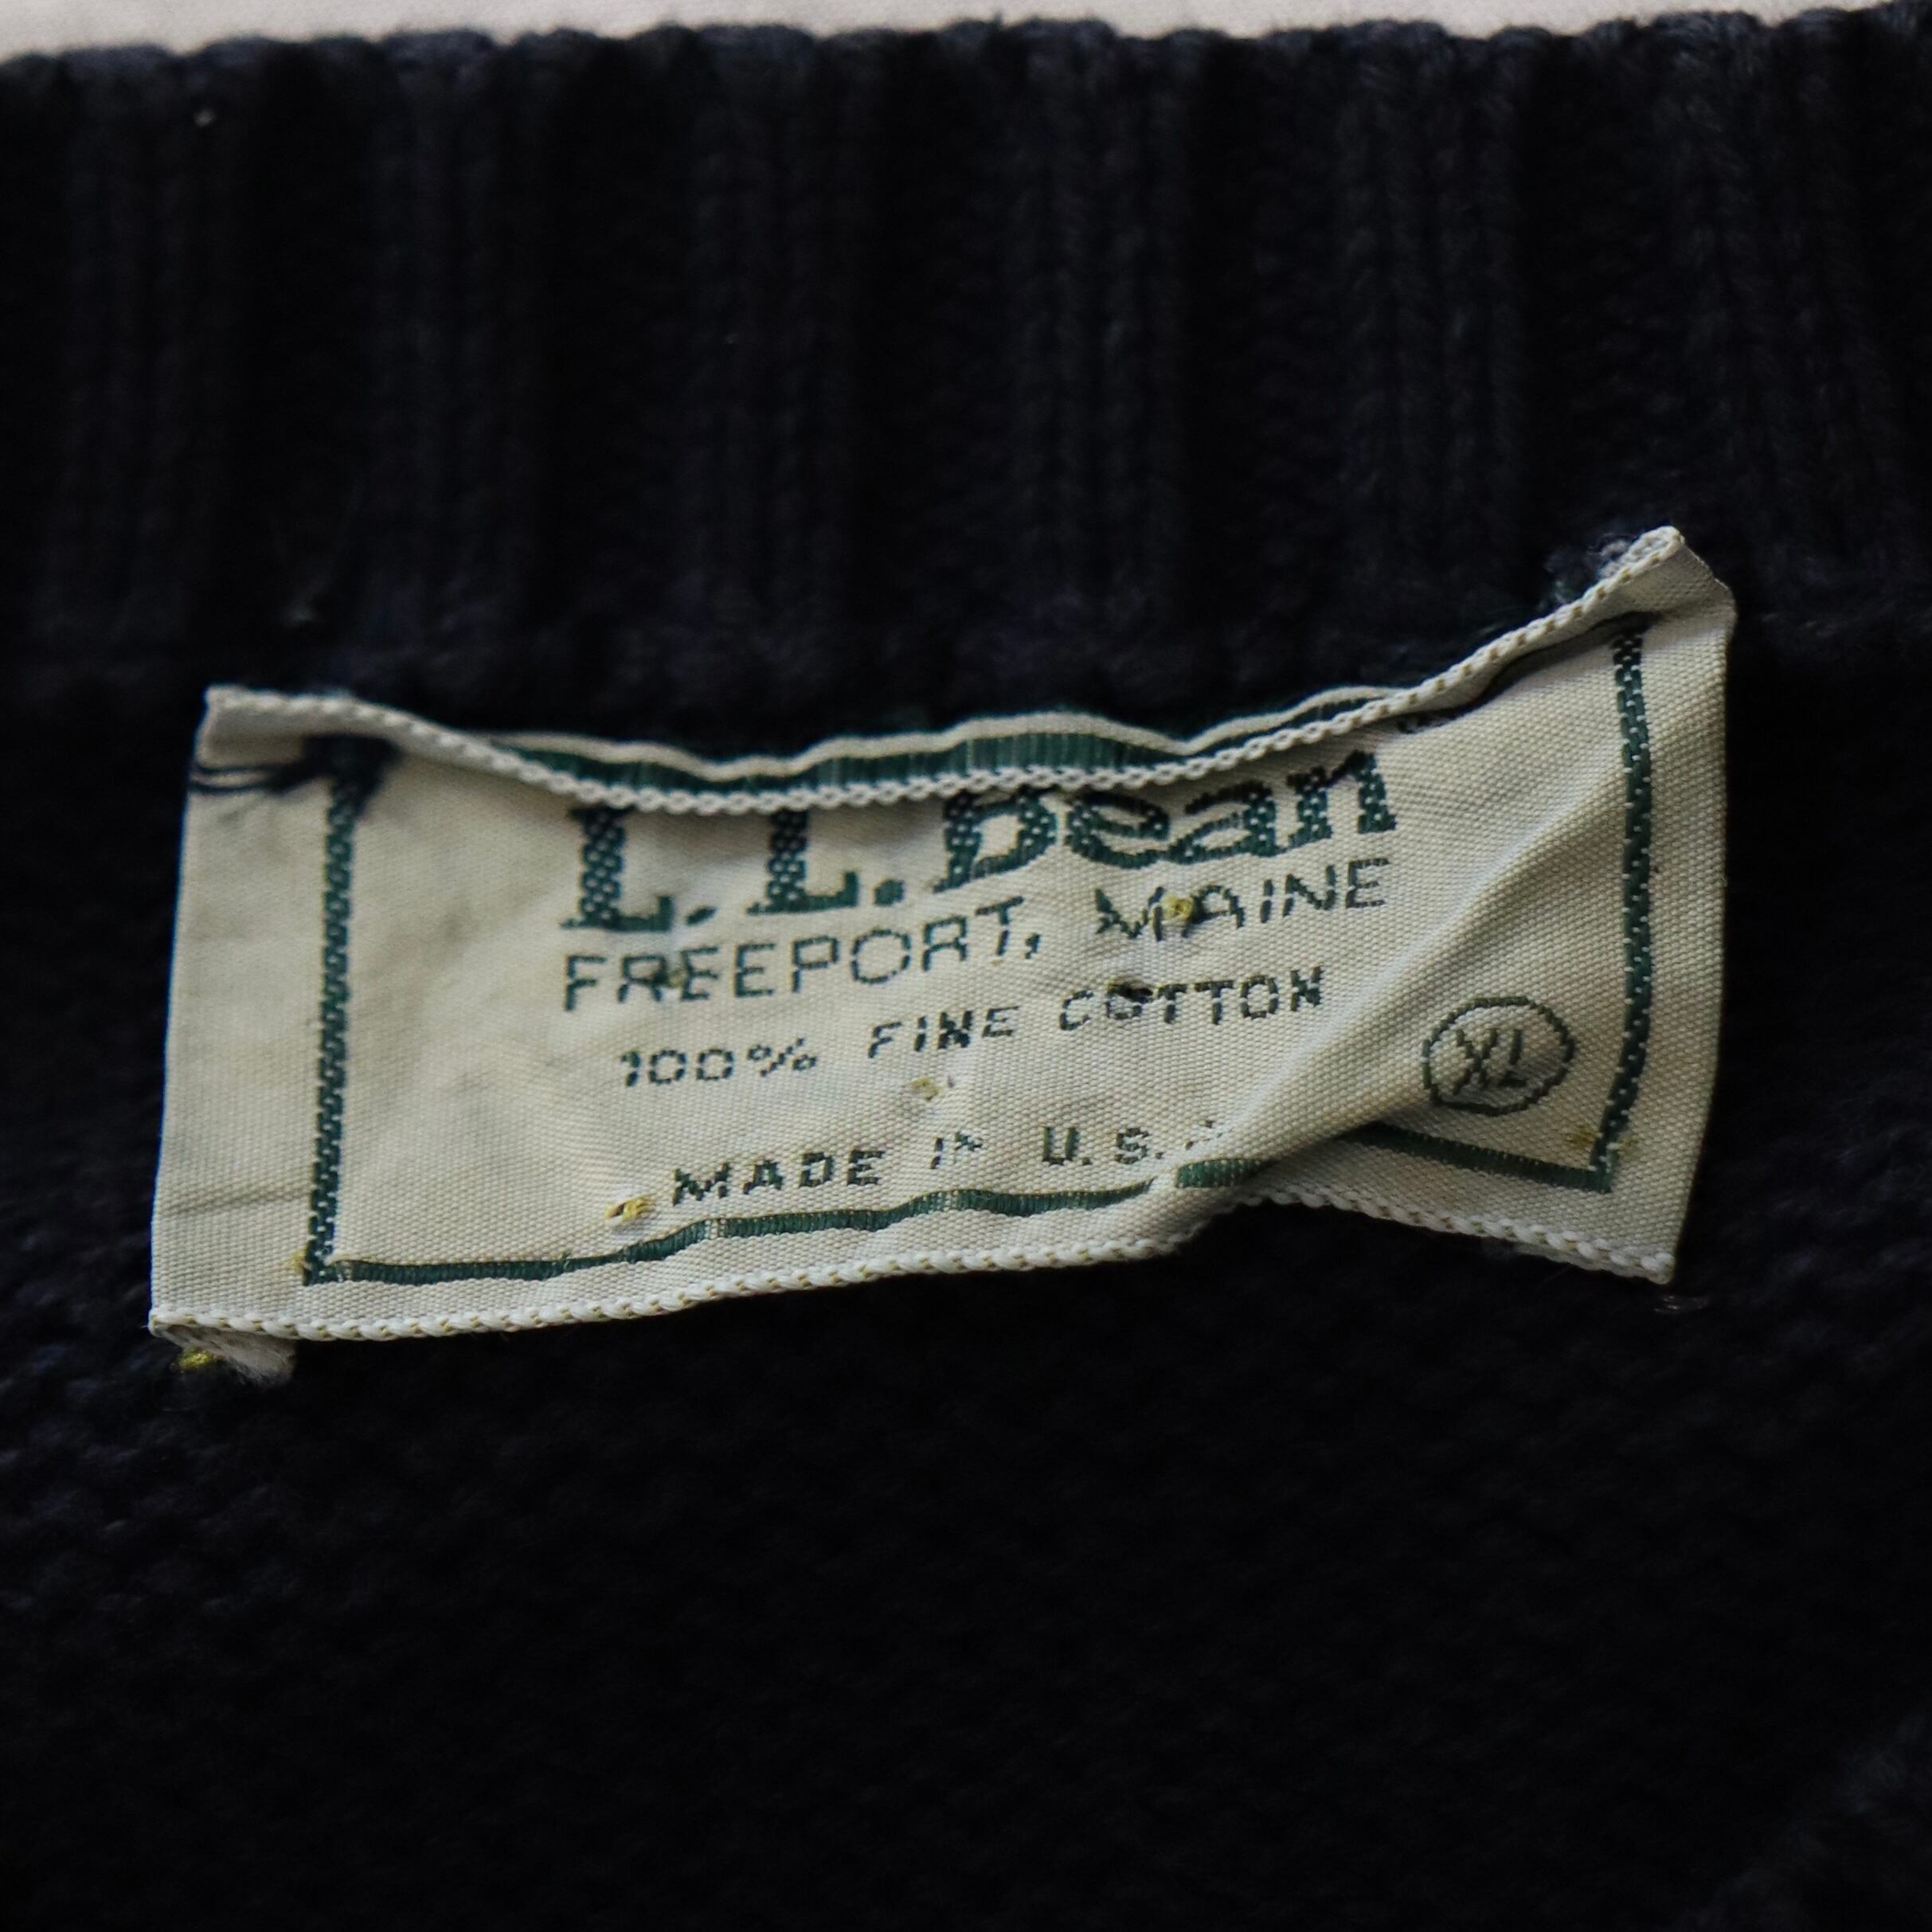 L. L. Bean
FREEPORT, MAINE
100% FINE COTTON
XL
MADE IN U. S.